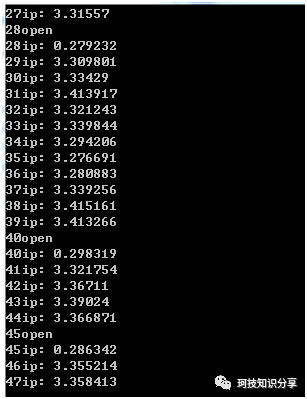 27ip: 3.31557
28open
28ip: 0.279232
29ip: 3.309801
30ip: 3.33429
31ip: 3.413917
32ip: 3.321243
33ip: 3.339844
34ip: 3.294206
35ip: 3.276691
36ip: 3.280883
37ip: 3.339256
38ip: 3.415161
39ip: 3.413266
40open
40ip: 0.298319
41ip: 3.321754
42ip: 3.36711
43ip: 3.39024
44ip: 3.366871
45open
45ip: 0.286342
46ip: 3.355214
47ip: 3.358413
珂技知识分享